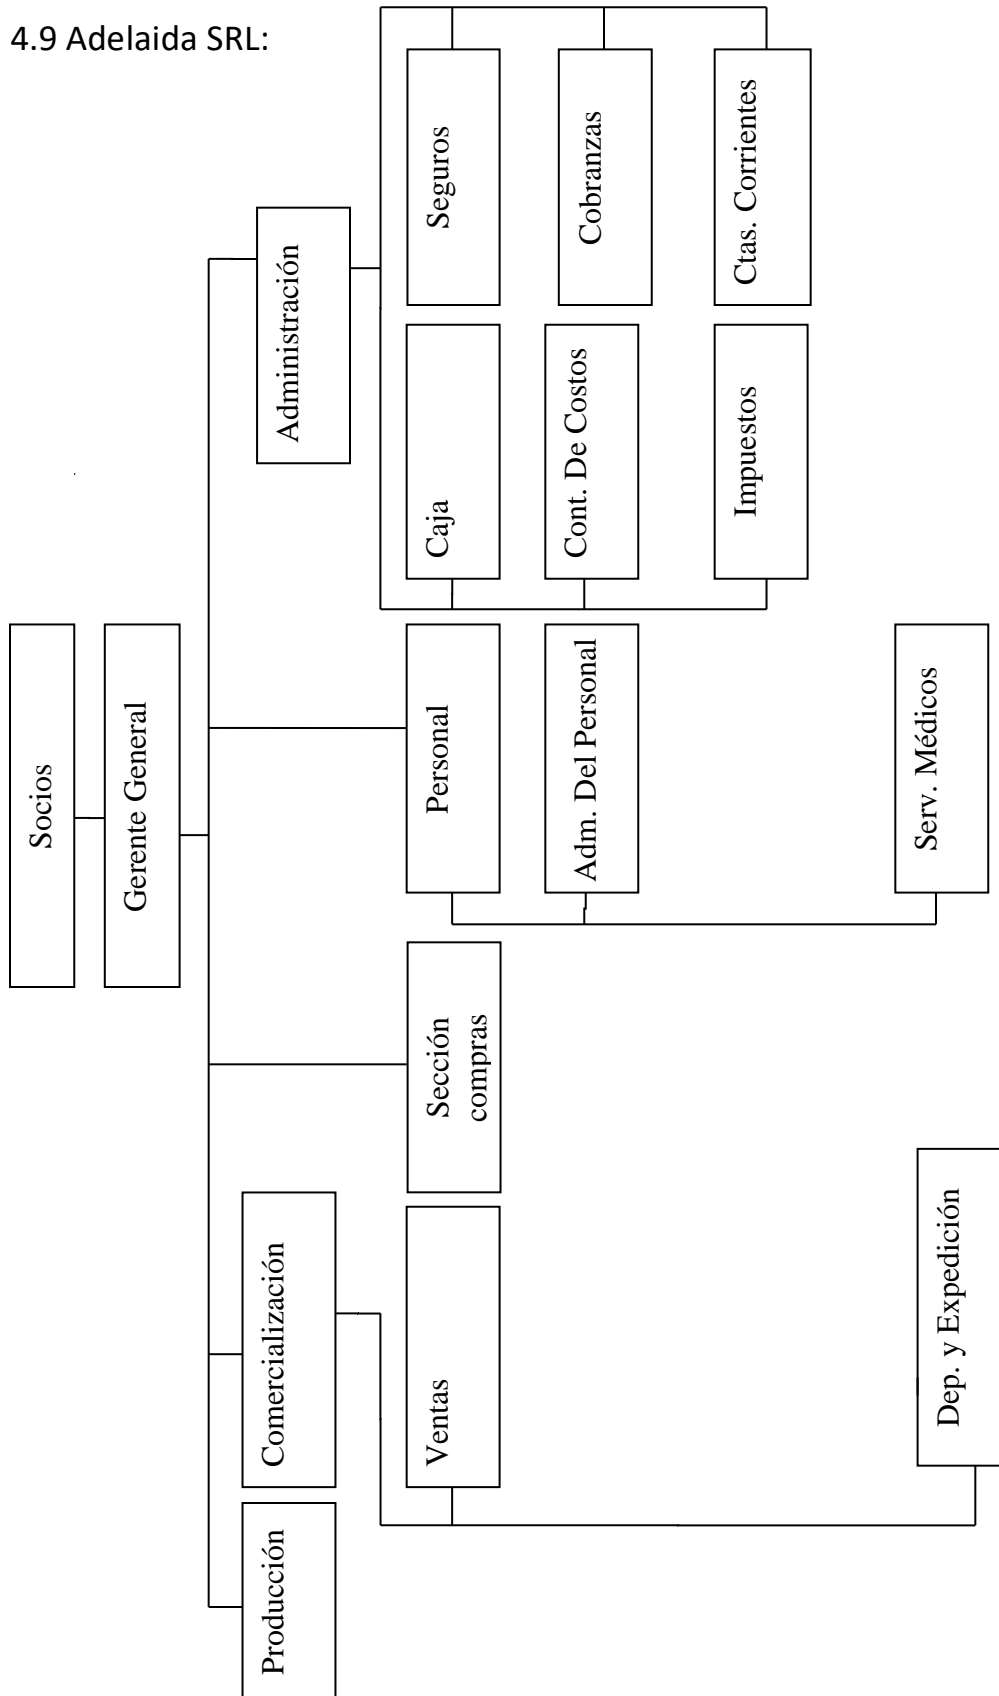 4.9 Adelaida SRL:
Socios
Gerente General
Producción
Comercialización
Administración
Ventas
Sección
compras
Personal
Caja
Seguros
Adm. Del Personal
Cont. De Costos
Cobranzas
Impuestos
Ctas. Corrientes
Dep. y Expedición
Serv. Médicos